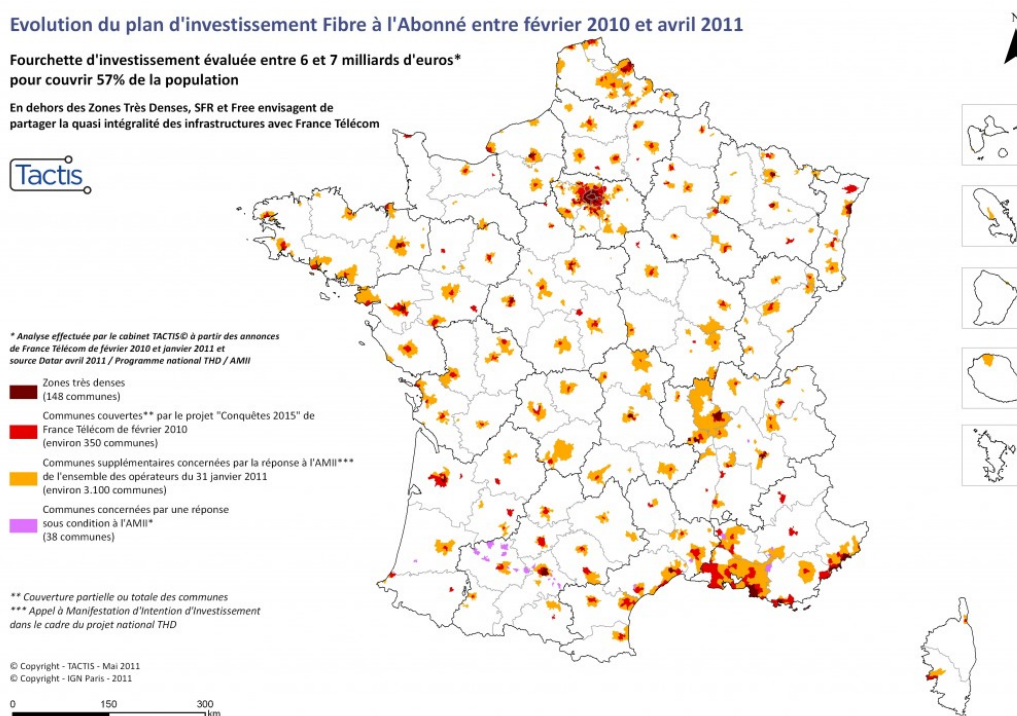 Evolution du plan d'investissement Fibre à l'Abonné entre février 2010 et avril 2011
N
Fourchette d'investissement évaluée entre 6 et 7 milliards d'euros*
pour couvrir 57% de la population
En dehors des Zones Très Denses, SFR et Free envisagent de
partager la quasi intégralité des infrastructures avec France Télécom
Tactis
* Analyse effectuée par le cabinet TACTIS© à partir des annonces
de France Télécom de février 2010 et janvier 2011 et
source Datar avril 2011 / Programme national THD / AMII
Zones très denses
(148 communes)
Communes couvertes** par le projet "Conquêtes 2015" de
France Télécom de février 2010
(environ 350 communes)
Communes supplémentaires concernées par la réponse à l'AMII***
de l'ensemble des opérateurs du 31 janvier 2011
(environ 3.100 communes)
Communes concernées par une réponse
sous condition à l'AMII*
(38 communes)
** Couverture partielle ou totale des communes
*** Appel à Manifestation d'Intention d'Investissement
dans le cadre du projet national THD
© Copyright - TACTIS - Mai 2011
© Copyright - IGN Paris - 2011
0 150 300
km